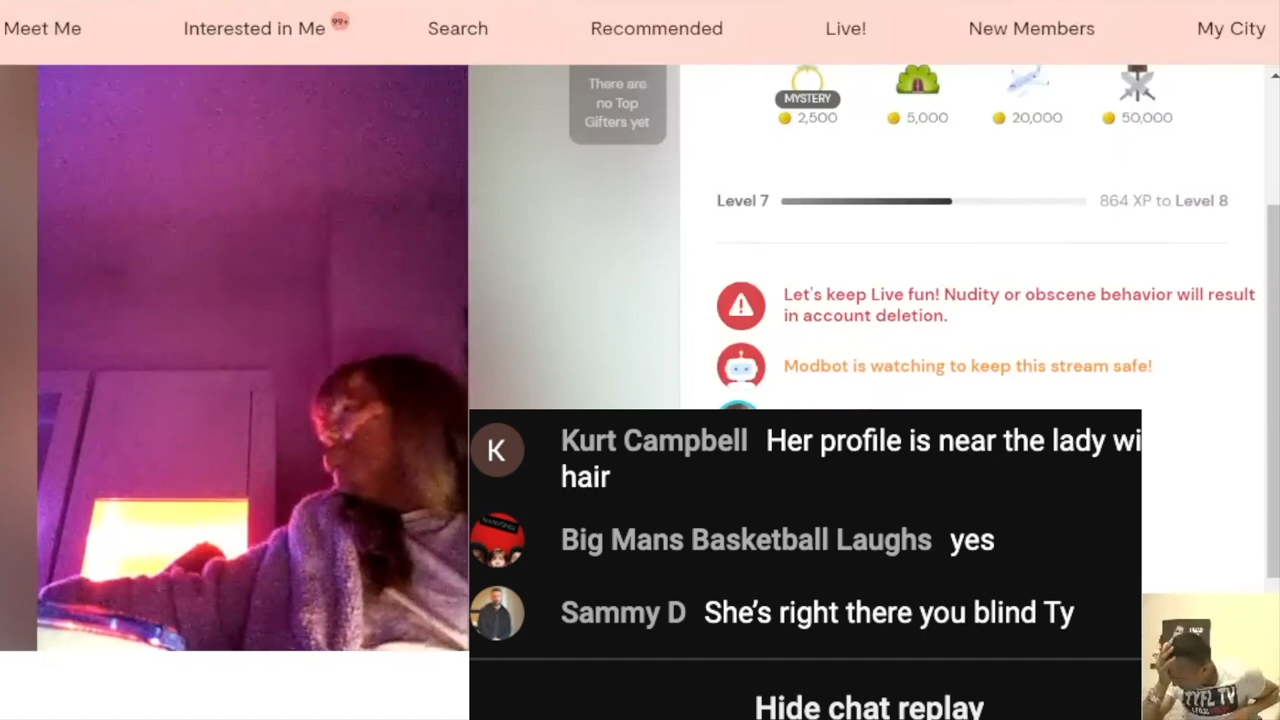 Meet Me
Interested in Me 99+
Search
Recommended
Live!
New Members
My City
There are
no Top
Gifters yet
MYSTERY
2,500
5,000
20,000
50,000
Level 7
864 XP to Level 8
Let's keep Live fun! Nudity or obscene behavior will result
in account deletion.
Modbot is watching to keep this stream safe!
Kurt Campbell Her profile is near the lady wi
hair
K
Big Mans Basketball Laughs yes
Sammy D She's right there you blind Ty
Hide chat replay
TYFL TV